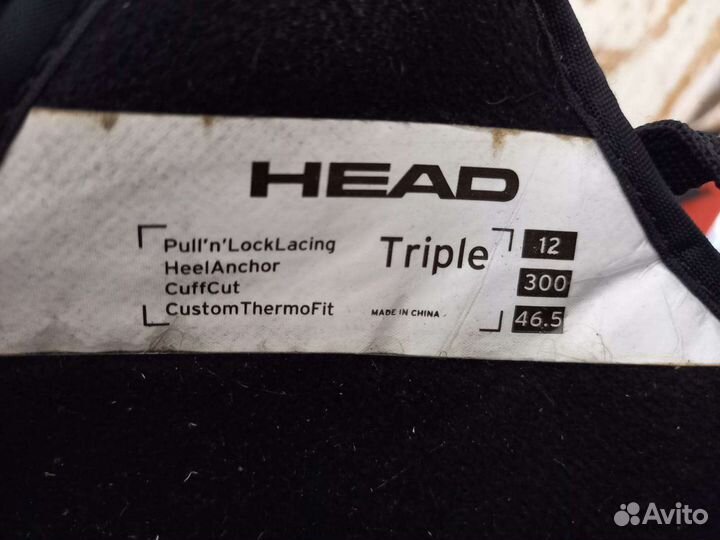 HEAD
Pull'n'LockLacing
HeelAnchor
CuffCut
CustomThermoFit
Triple
MADE IN CHINA
12
300
46.5
Avito